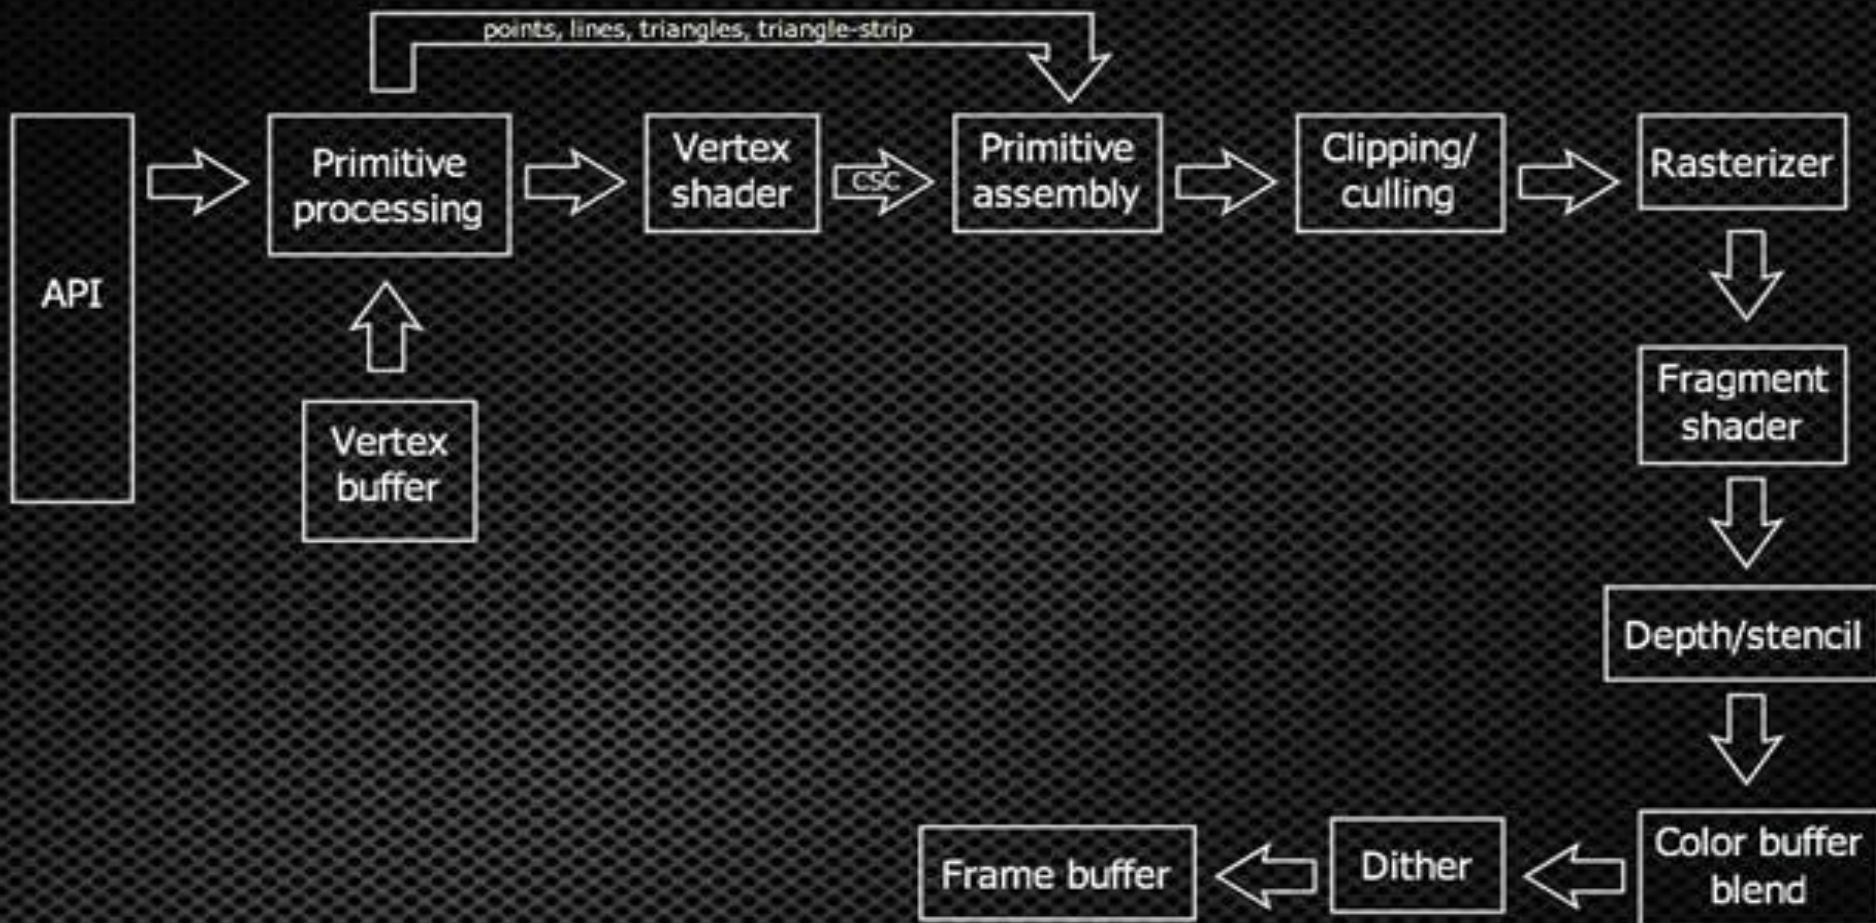 points, lines, triangles, triangle-strip
API
Primitive
processing
Vertex
shader
CSC
Primitive
assembly
Clipping/
culling
Rasterizer
Vertex
buffer
Fragment
shader
Depth/stencil
Color buffer
blend
Dither
Frame buffer